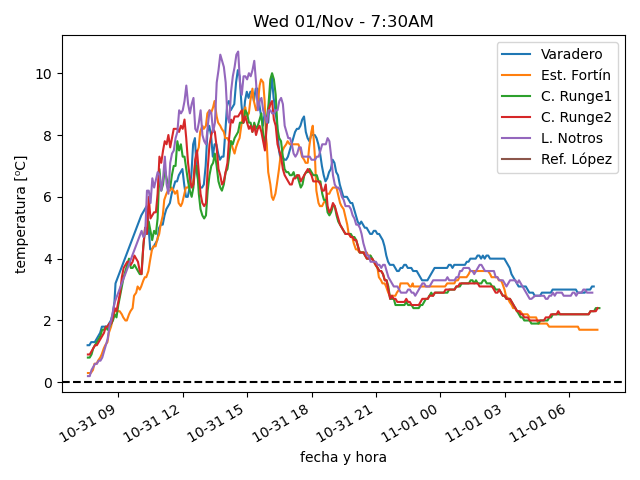 Wed 01/Nov - 7:30AM
temperatura [ºC]
10
8
6
4
2
0
Varadero
Est. Fortín
C. Runge1
C. Runge2
L. Notros
Ref. López
10-31 09
10-31 12
10-31 15
10-31 18
10-31 21
11-01 00
11-01 03
11-01 06
fecha y hora